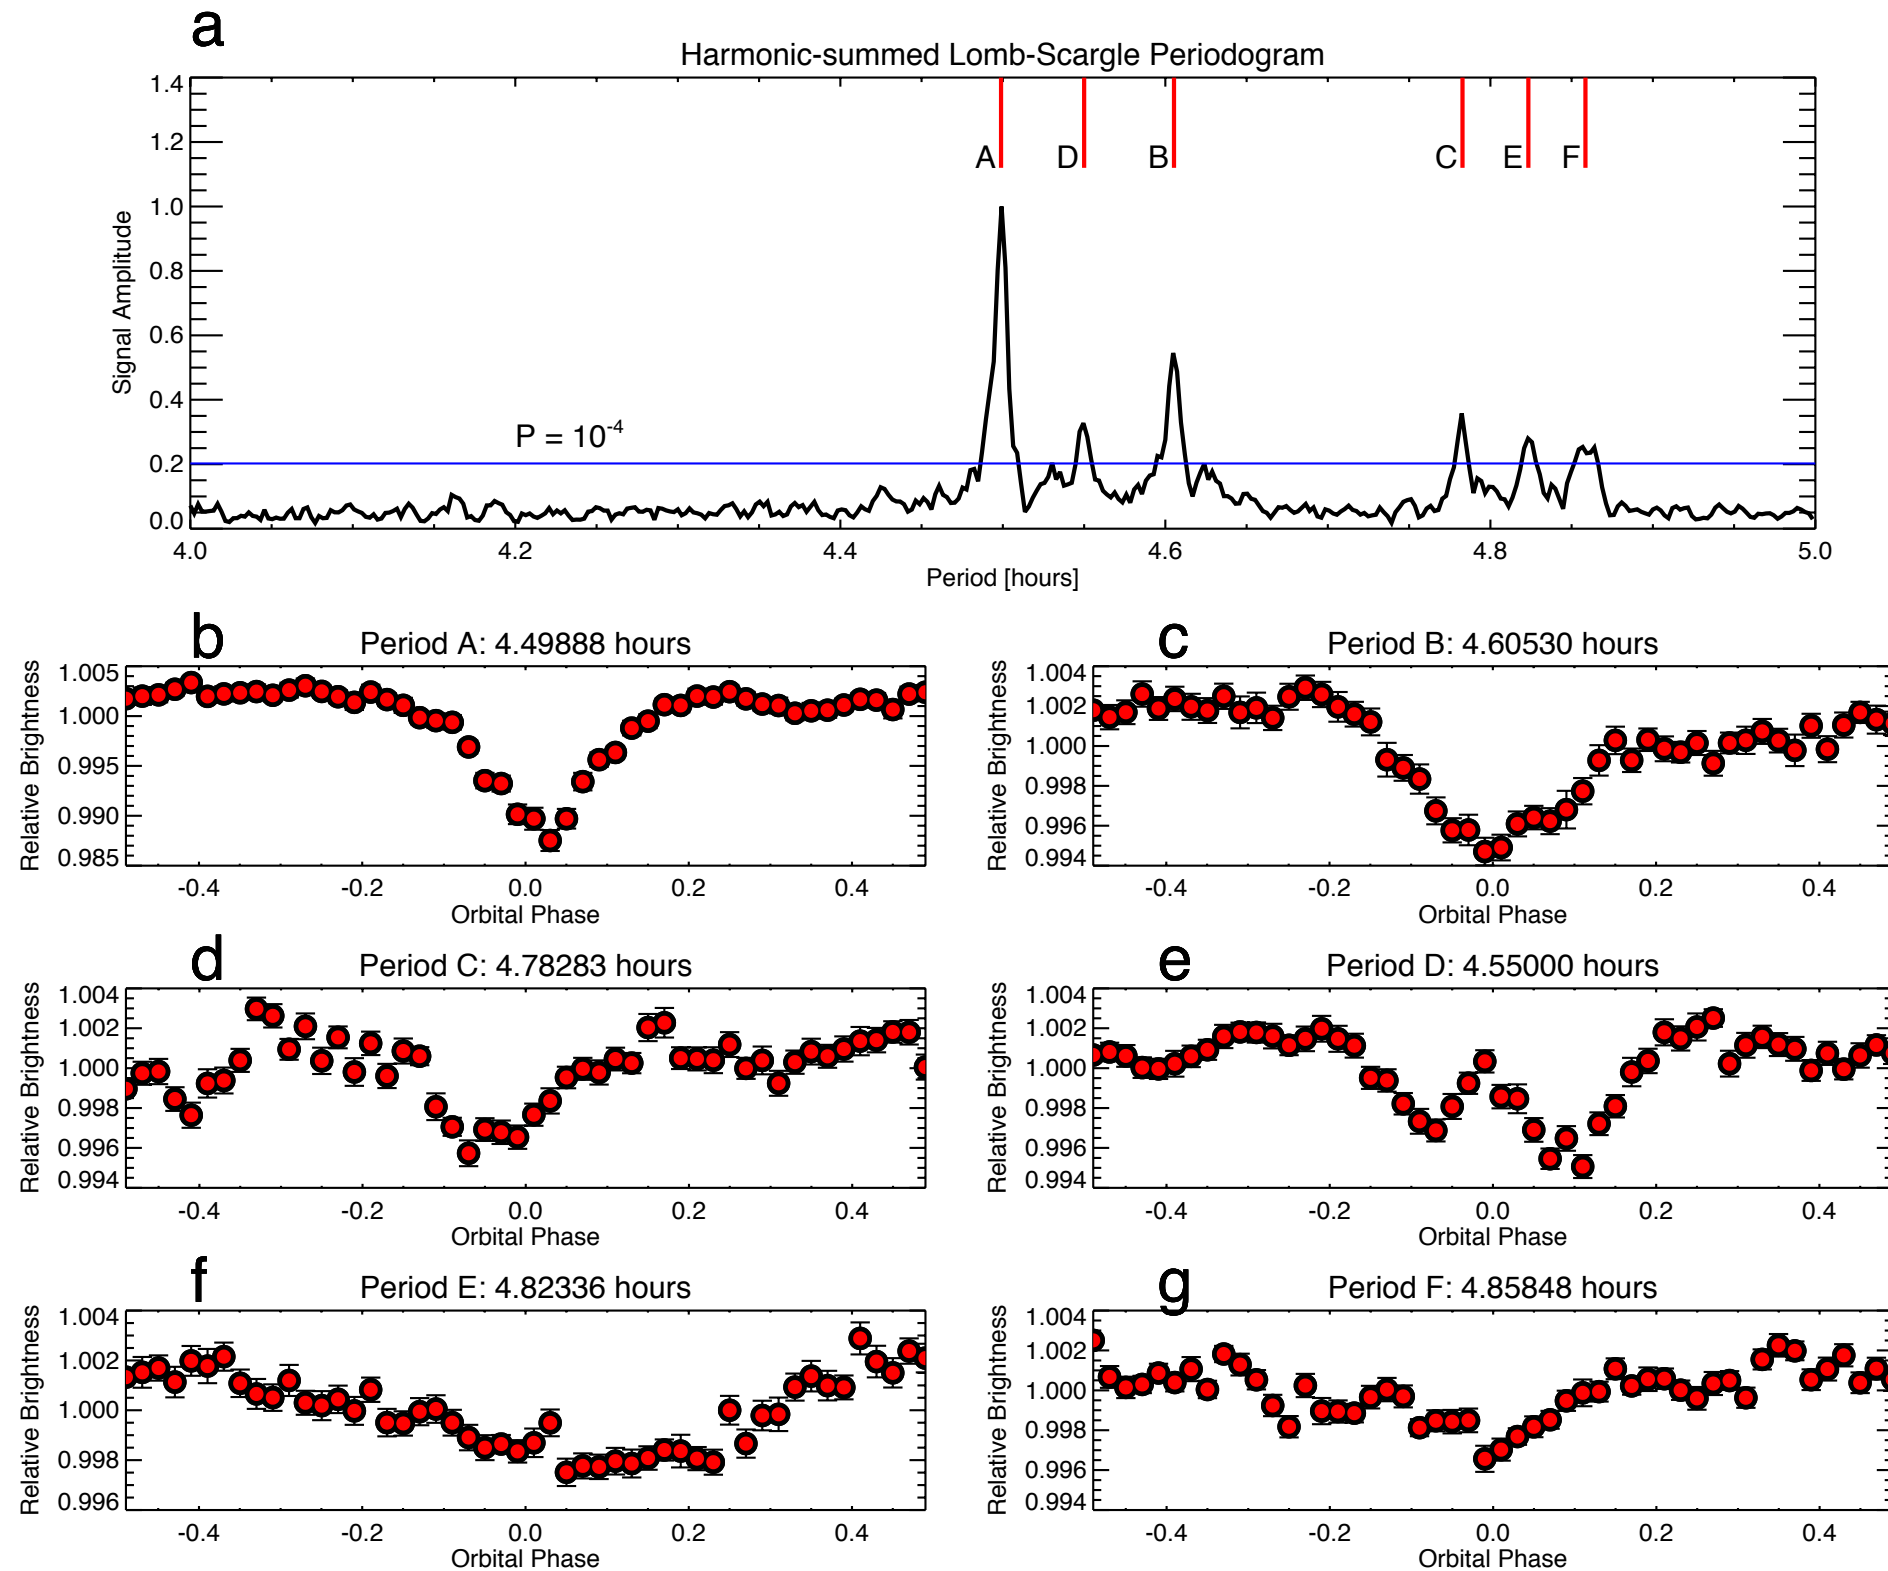 a
Harmonic-summed Lomb-Scargle Periodogram
1.4
1.2
1.0
0.8
0.6
0.4
0.2
0.0
Signal Amplitude
A
D
B
C
E
F
P = 10⁻⁴
4.0 4.2 4.4 4.6 4.8 5.0
Period [hours]
b
Period A: 4.49888 hours
1.005
1.000
0.995
0.990
0.985
Relative Brightness
-0.4 -0.2 0.0 0.2 0.4
Orbital Phase
c
Period B: 4.60530 hours
1.004
1.002
1.000
0.998
0.996
0.994
Relative Brightness
-0.4 -0.2 0.0 0.2 0.4
Orbital Phase
d
Period C: 4.78283 hours
1.004
1.002
1.000
0.998
0.996
0.994
Relative Brightness
-0.4 -0.2 0.0 0.2 0.4
Orbital Phase
e
Period D: 4.55000 hours
1.004
1.002
1.000
0.998
0.996
0.994
Relative Brightness
-0.4 -0.2 0.0 0.2 0.4
Orbital Phase
f
Period E: 4.82336 hours
1.004
1.002
1.000
0.998
0.996
Relative Brightness
-0.4 -0.2 0.0 0.2 0.4
Orbital Phase
g
Period F: 4.85848 hours
1.004
1.002
1.000
0.998
0.996
0.994
Relative Brightness
-0.4 -0.2 0.0 0.2 0.4
Orbital Phase